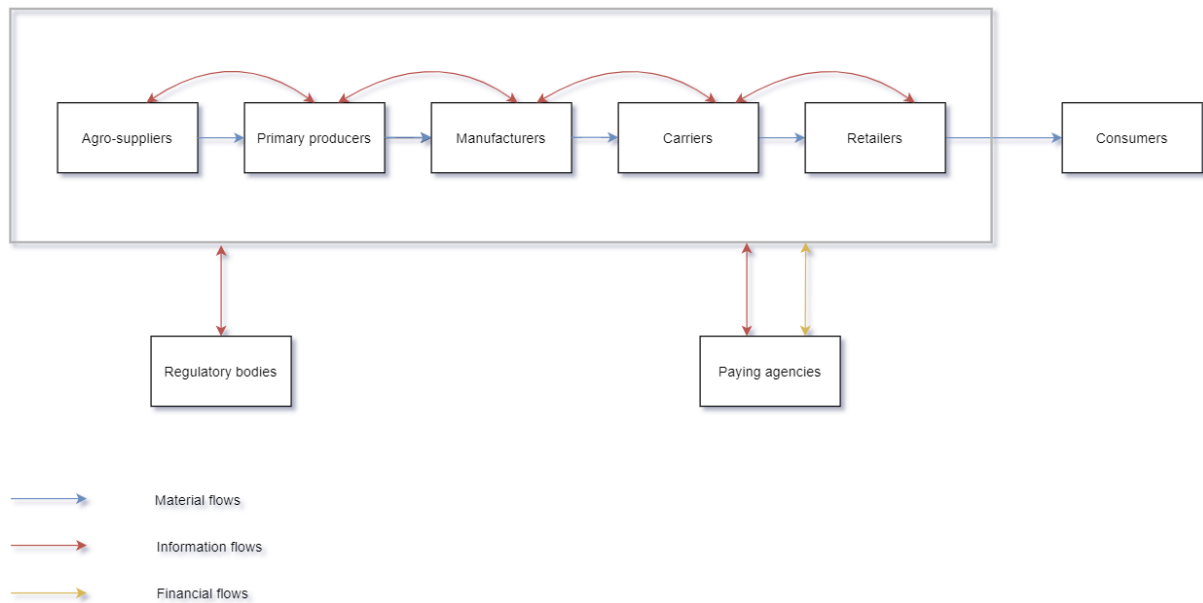 Agro-suppliers
Primary producers
Manufacturers
Carriers
Retailers
Consumers
Regulatory bodies
Paying agencies
Material flows
Information flows
Financial flows